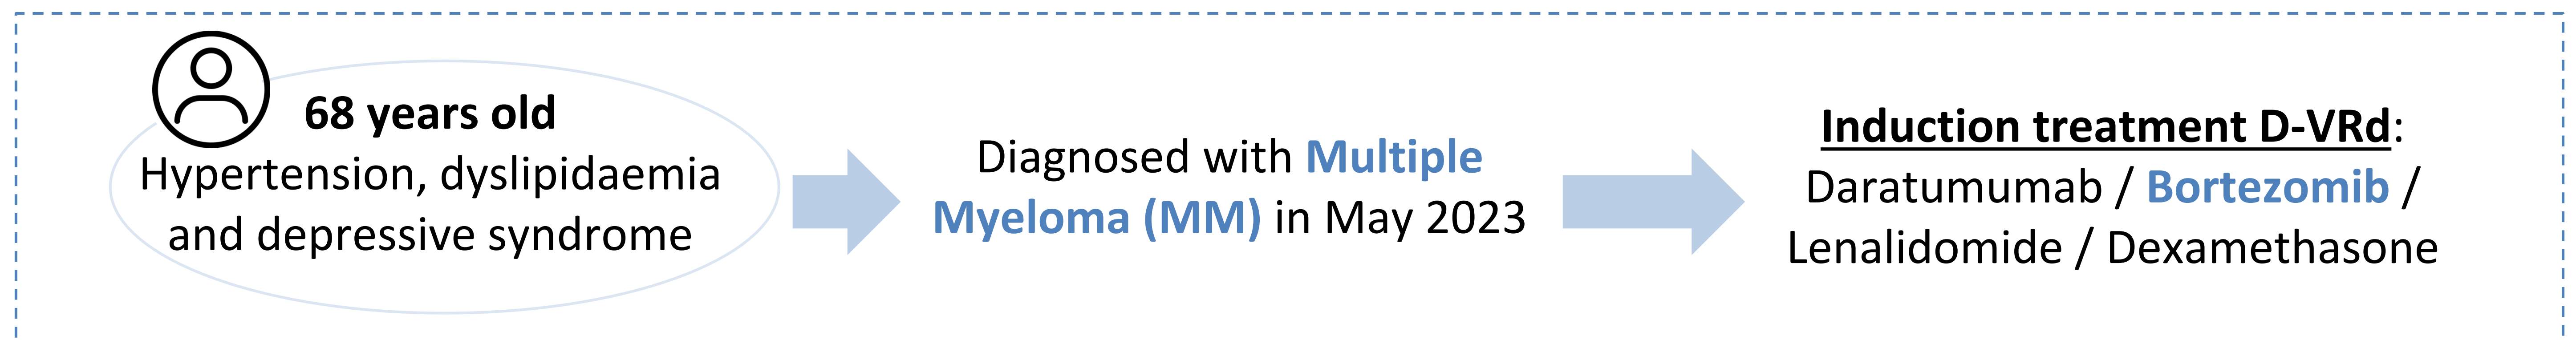 68 years old
Hypertension, dyslipidaemia
and depressive syndrome
Diagnosed with Multiple
Myeloma (MM) in May 2023
Induction treatment D-VRd:
Daratumumab / Bortezomib /
Lenalidomide / Dexamethasone